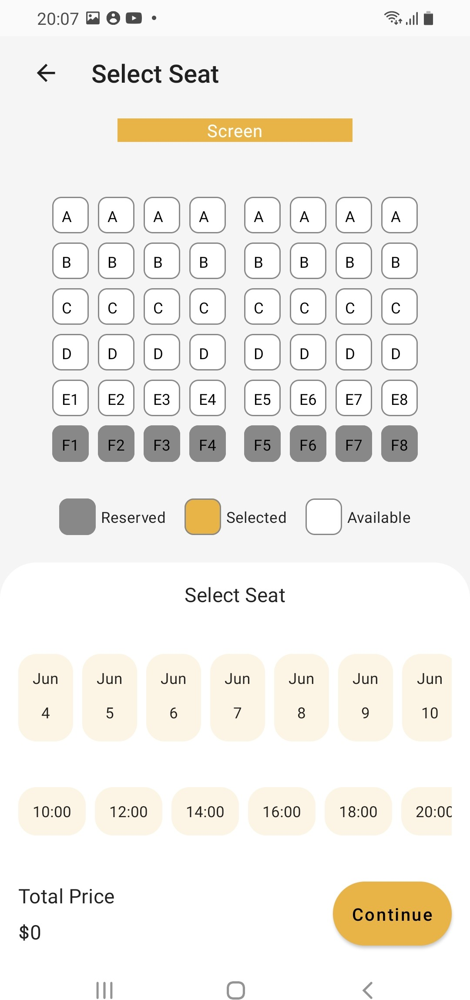 20:07
Select Seat
Screen
A A A A A A A A
B B B B B B B B
C C C C C C C C
D D D D D D D D
E1 E2 E3 E4 E5 E6 E7 E8
F1 F2 F3 F4 F5 F6 F7 F8
Reserved Selected Available
Select Seat
Jun Jun Jun Jun Jun Jun Jun
4 5 6 7 8 9 10
10:00 12:00 14:00 16:00 18:00 20:00
Total Price
$0
Continue